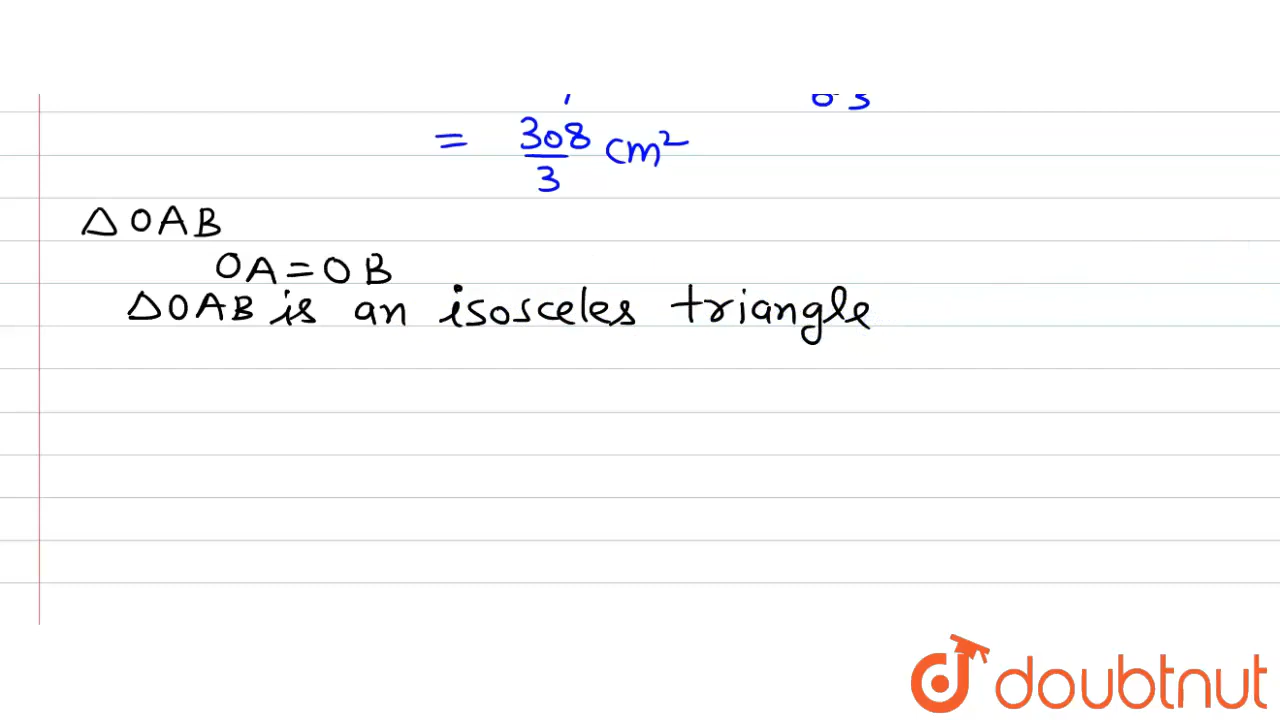 = 308/3 cm²
△OAB
OA = OB
△OAB is an isosceles triangle
doubtnut